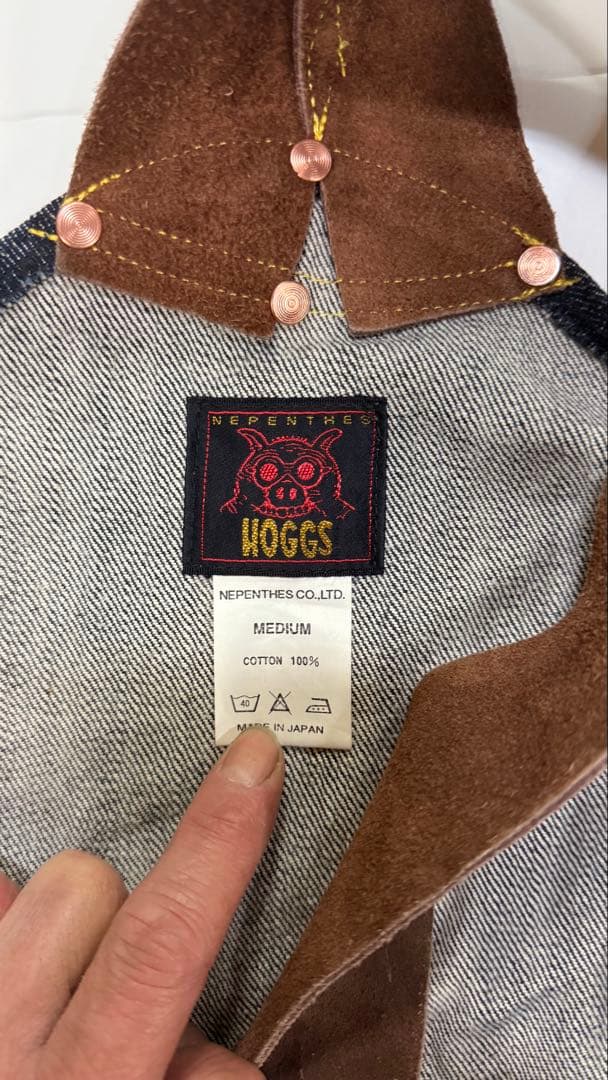 NEPENTHES
HOGGS
NEPENTHES CO.,LTD.
MEDIUM
COTTON 100%
40
MADE IN JAPAN